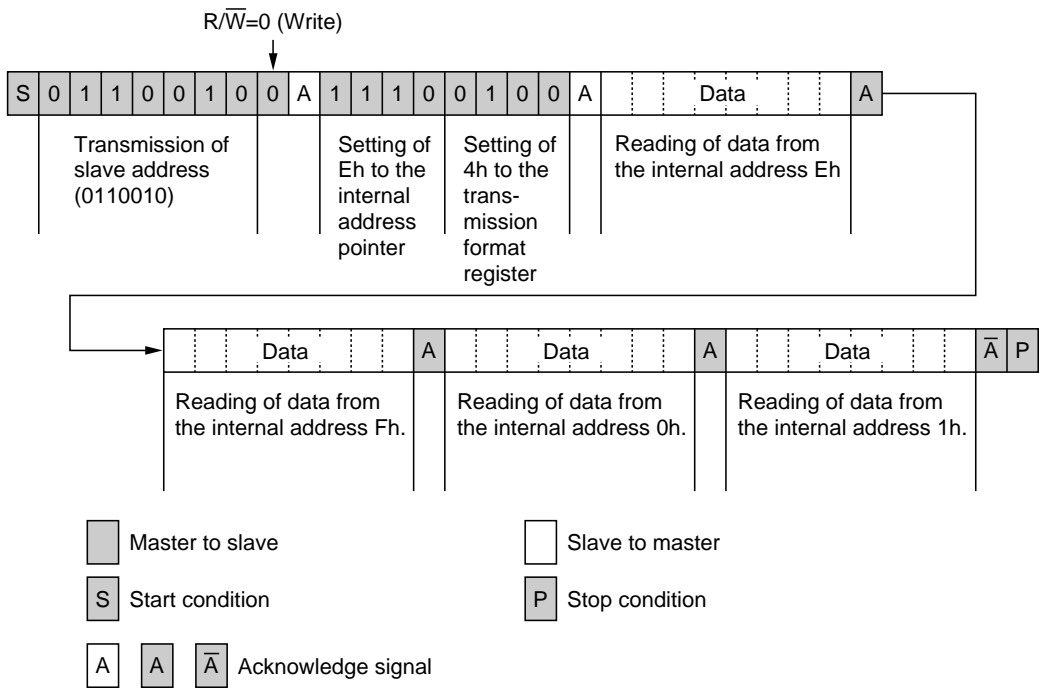 R/W̅=0 (Write)
S 0 1 1 0 0 1 0 0 A 1 1 1 0 0 1 0 0 A Data A
Transmission of
slave address
(0110010)
Setting of
Eh to the
internal
address
pointer
Setting of
4h to the
trans-
mission
format
register
Reading of data from
the internal address Eh
Data A Data A Data A̅ P
Reading of data from
the internal address Fh.
Reading of data from
the internal address 0h.
Reading of data from
the internal address 1h.
Master to slave
Slave to master
S Start condition
P Stop condition
A A A̅ Acknowledge signal